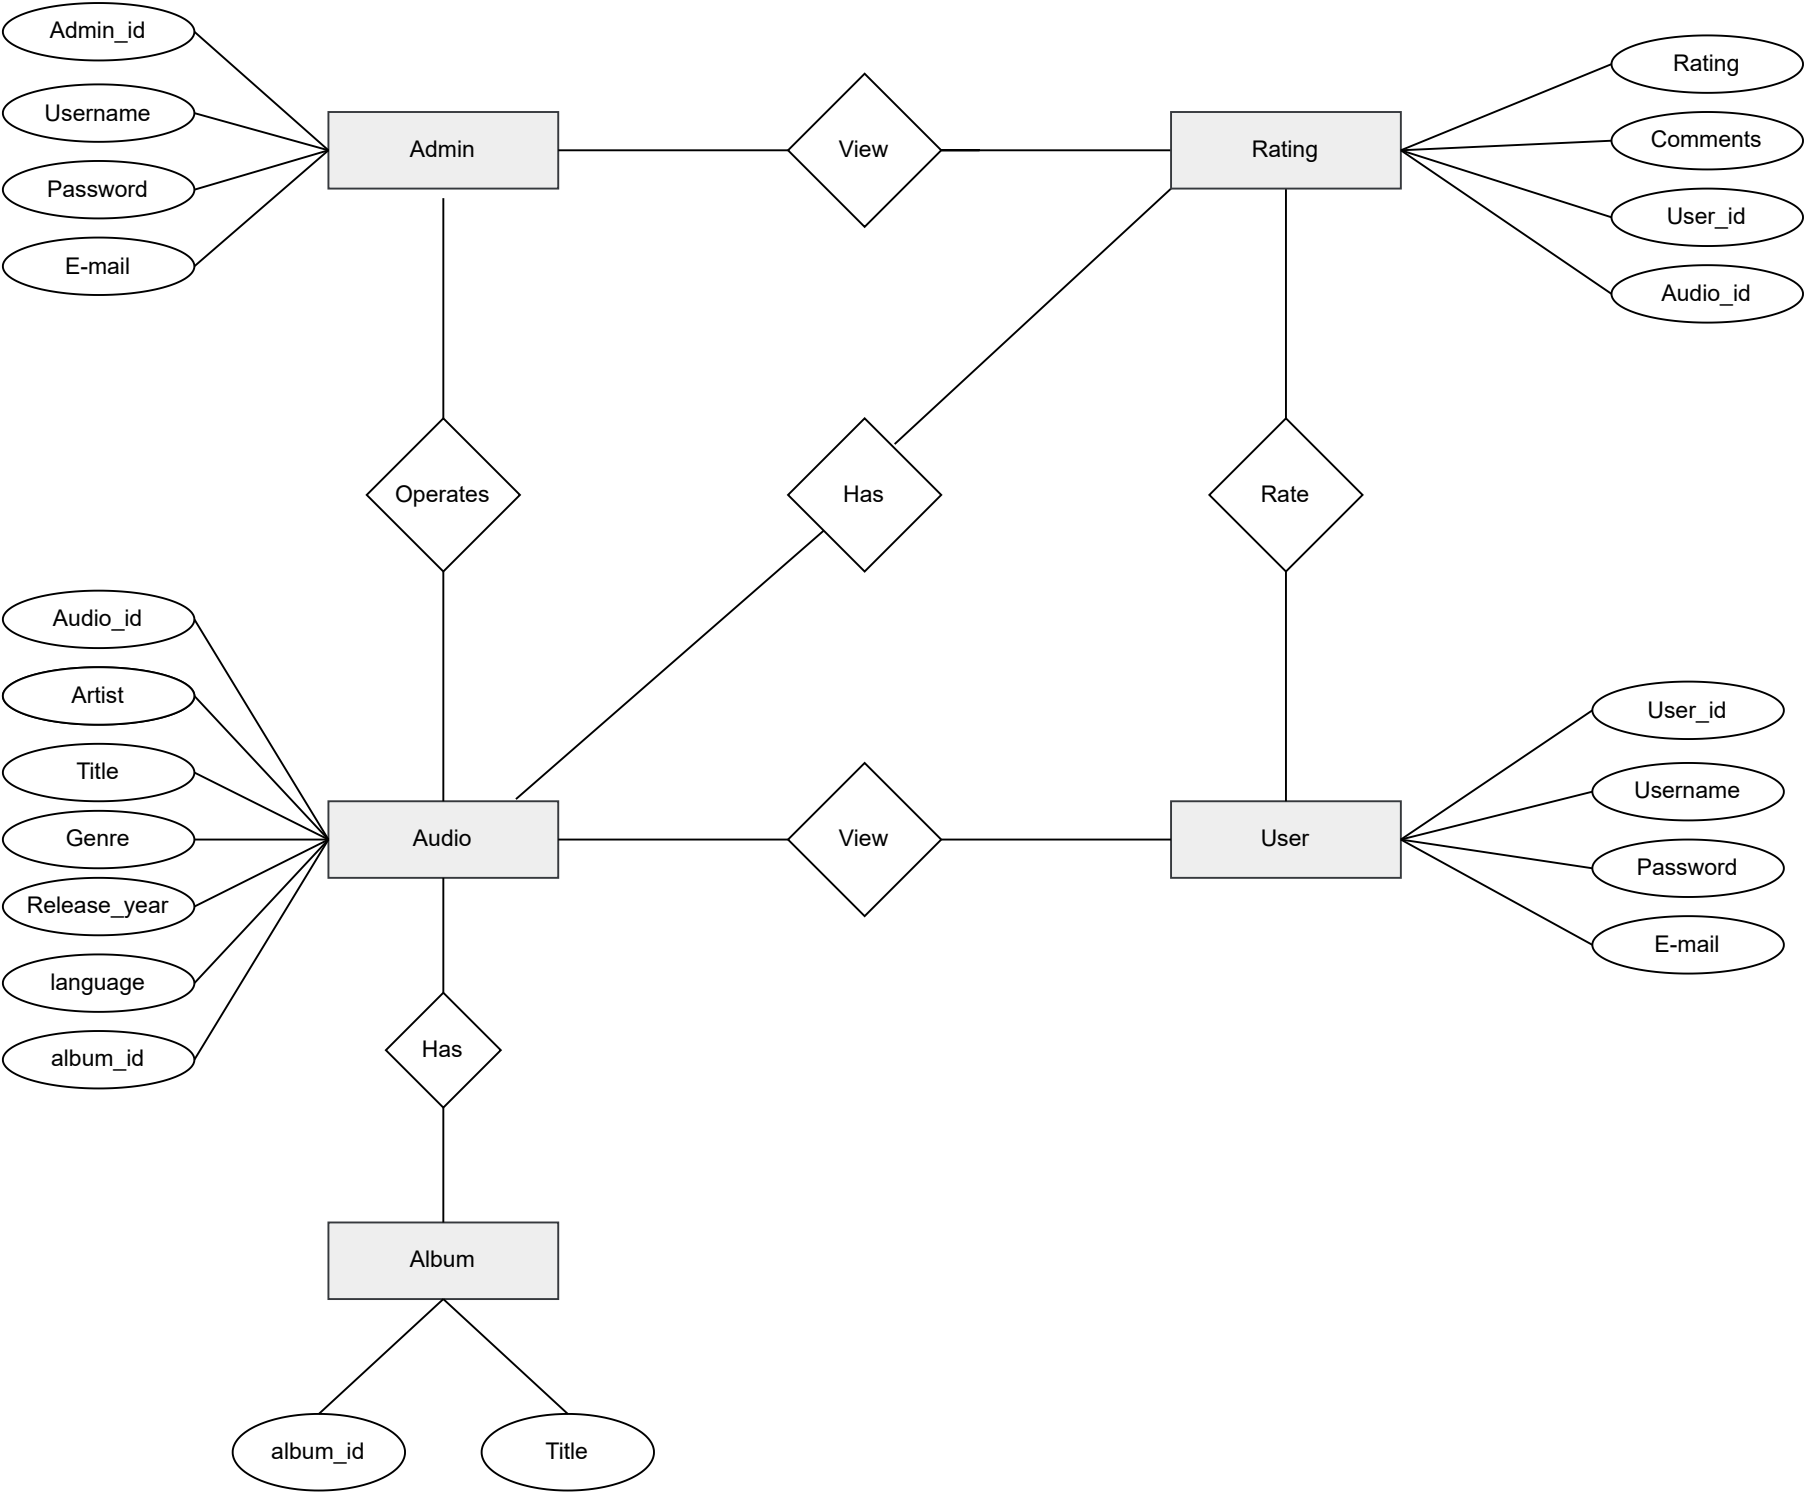 Admin_id
Username
Password
E-mail
Admin
View
Rating
Rating
Comments
User_id
Audio_id
Operates
Has
Rate
Audio_id
Artist
Title
Genre
Release_year
language
album_id
Audio
View
User
User_id
Username
Password
E-mail
Has
Album
album_id
Title